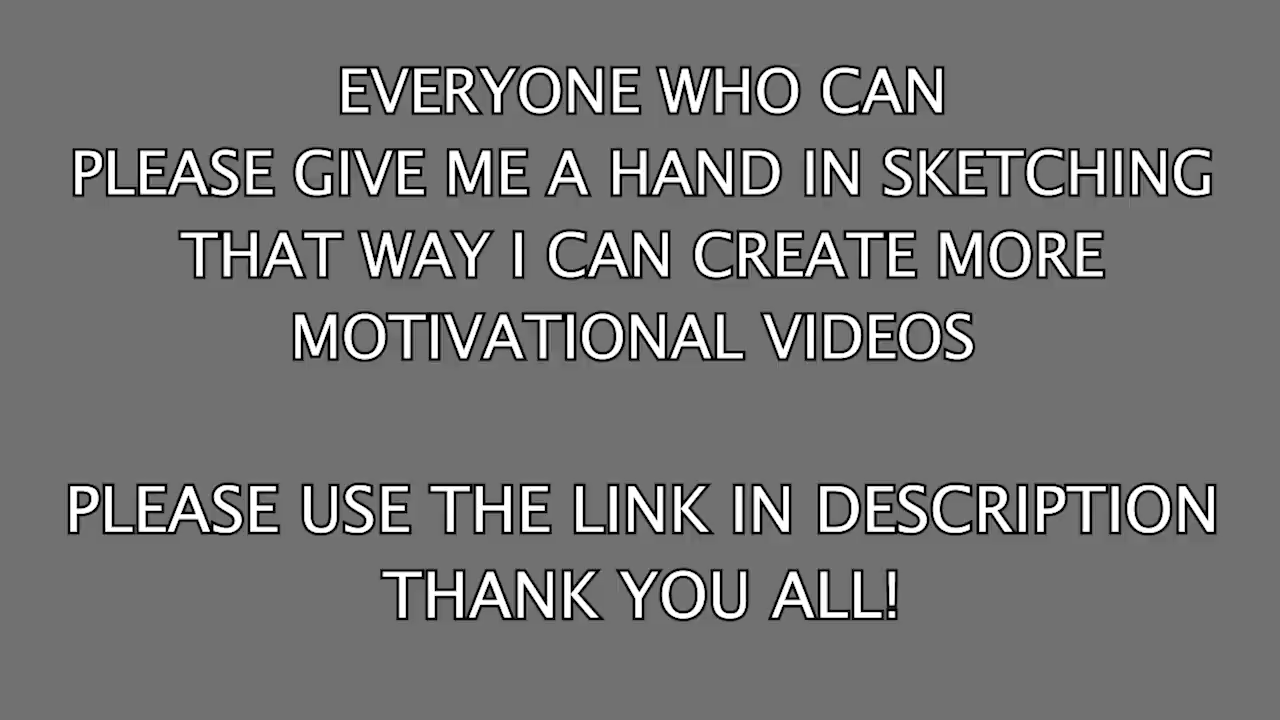 EVERYONE WHO CAN
PLEASE GIVE ME A HAND IN SKETCHING
THAT WAY I CAN CREATE MORE
MOTIVATIONAL VIDEOS
PLEASE USE THE LINK IN DESCRIPTION
THANK YOU ALL!